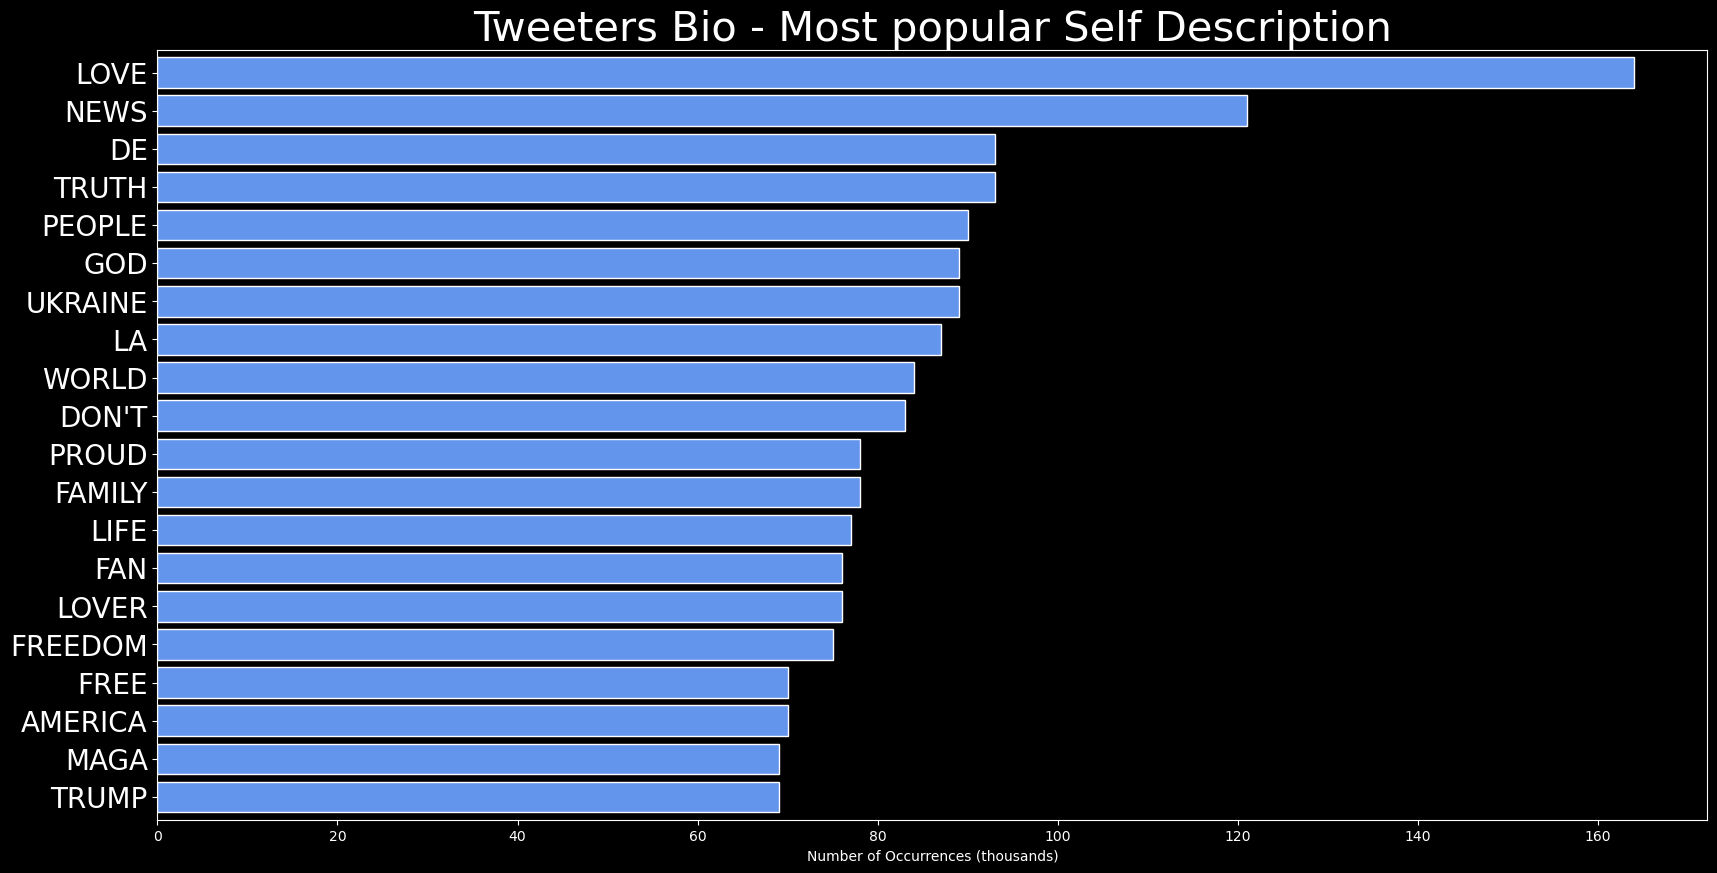 Tweeters Bio - Most popular Self Description
LOVE
NEWS
DE
TRUTH
PEOPLE
GOD
UKRAINE
LA
WORLD
DON'T
PROUD
FAMILY
LIFE
FAN
LOVER
FREEDOM
FREE
AMERICA
MAGA
TRUMP
0 20 40 60 80 100 120 140 160
Number of Occurrences (thousands)